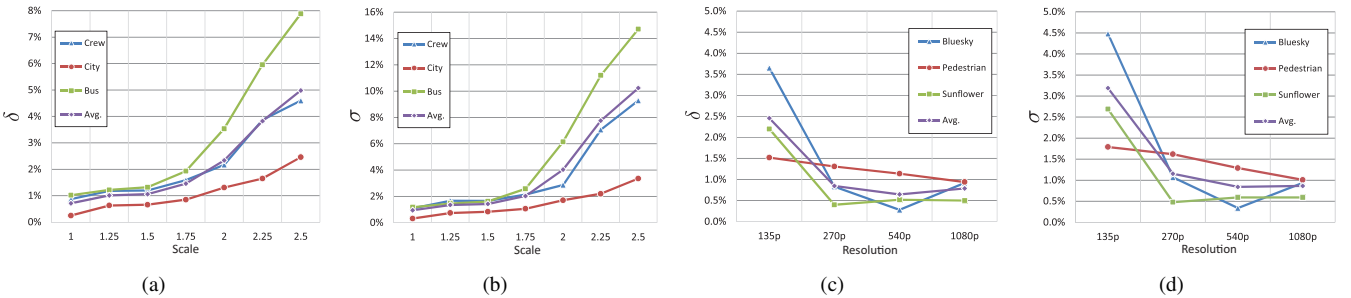 8%
7%
6%
5%
4%
3%
2%
1%
0%
δ
Crew
City
Bus
Avg.
1 1.25 1.5 1.75 2 2.25 2.5
Scale
(a)
16%
14%
12%
10%
8%
6%
4%
2%
0%
σ
Crew
City
Bus
Avg.
1 1.25 1.5 1.75 2 2.25 2.5
Scale
(b)
5.0%
4.5%
4.0%
3.5%
3.0%
2.5%
2.0%
1.5%
1.0%
0.5%
0.0%
δ
Bluesky
Pedestrian
Sunflower
Avg.
135p 270p 540p 1080p
Resolution
(c)
5.0%
4.5%
4.0%
3.5%
3.0%
2.5%
2.0%
1.5%
1.0%
0.5%
0.0%
σ
Bluesky
Pedestrian
Sunflower
Avg.
135p 270p 540p 1080p
Resolution
(d)